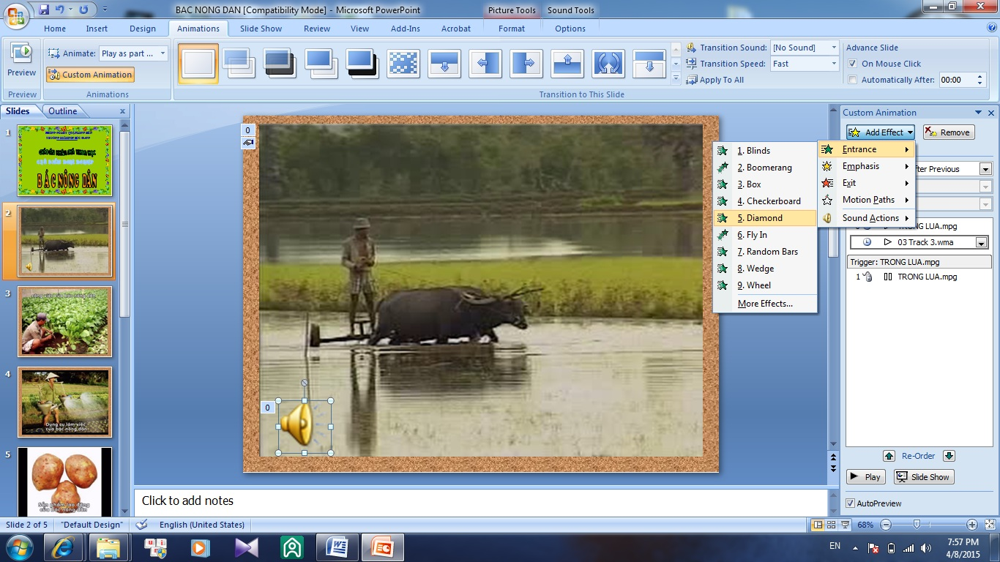 BAC NONG DAN [Compatibility Mode] - Microsoft PowerPoint
Picture Tools
Sound Tools
Home
Insert
Design
Animations
Slide Show
Review
View
Add-Ins
Acrobat
Format
Options
Preview
Animate: Play as part ...
Custom Animation
Transition Sound: [No Sound]
Transition Speed: Fast
Apply To All
Advance Slide
On Mouse Click
Automatically After: 00:00
Preview
Animations
Transition to This Slide
Slides
Outline
x
1
BÁC NÔNG DÂN
2
3
công việc của bác nông dân
4
Dụng cụ làm việc
của bác nông dân
5
Sản phẩm lao động
của bác nông dân
0
0
Custom Animation
Add Effect
Remove
Entrance
Emphasis
Exit
Motion Paths
Sound Actions
1. Blinds
2. Boomerang
3. Box
4. Checkerboard
5. Diamond
6. Fly In
7. Random Bars
8. Wedge
9. Wheel
More Effects...
fter Previous
TRONG LUA.mpg
03 Track 3.wma
Trigger: TRONG LUA.mpg
1 TRONG LUA.mpg
Re-Order
Play
Slide Show
AutoPreview
Click to add notes
Slide 2 of 5
"Default Design"
English (United States)
68%
EN
7:57 PM
4/8/2015